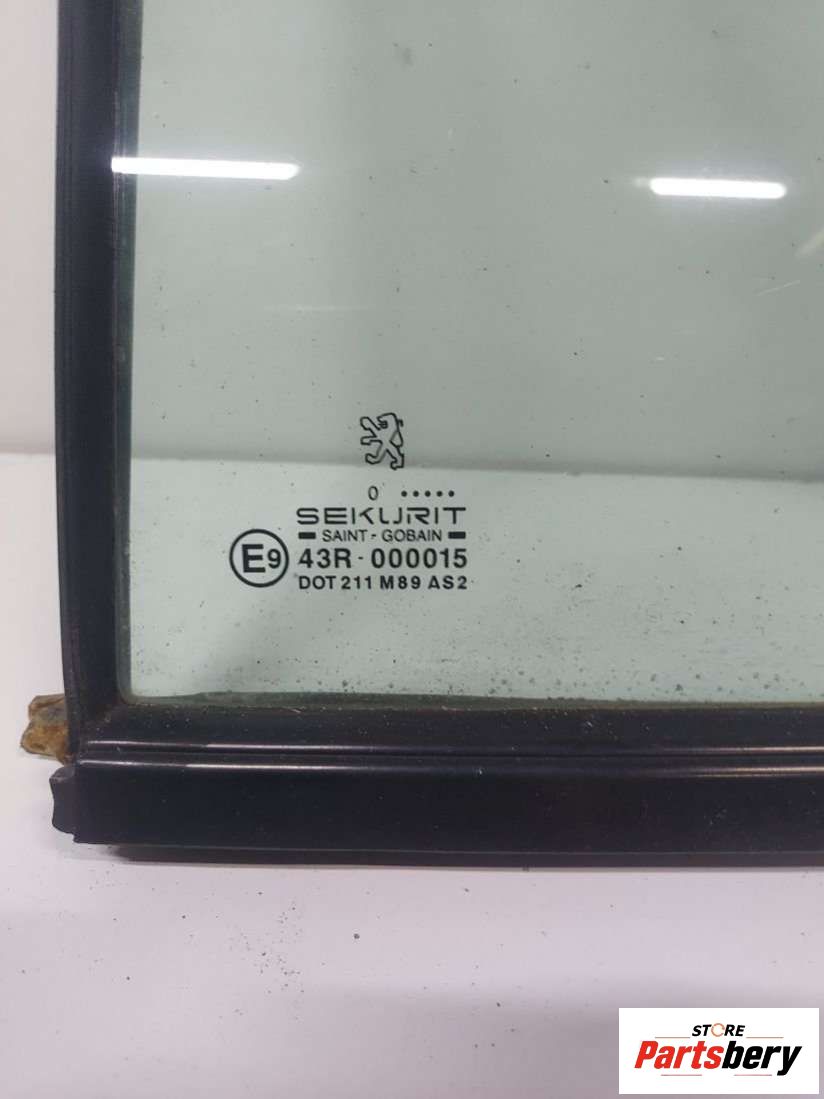 0 .....
SEKURIT
SAINT - GOBAIN
E9 43R - 000015
DOT 211 M89 AS2
STORE
Partsbery